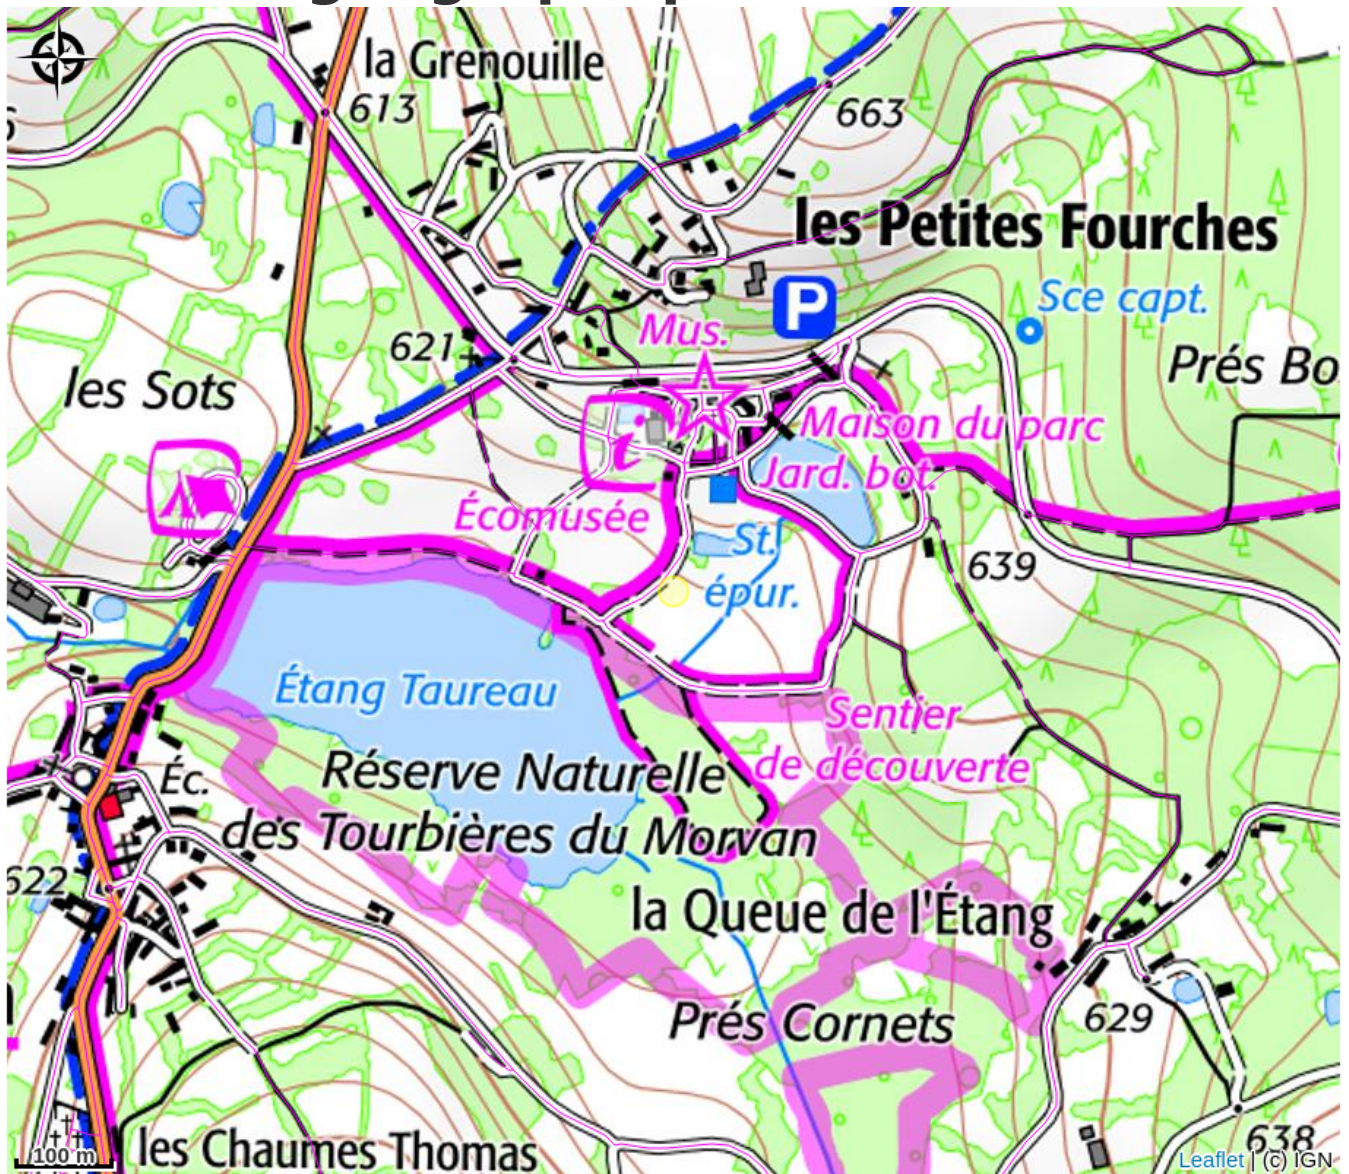 la Grenouille
613
663
les Petites Fourches
P
Sce capt.
Mus.
621
les Sots
Prés Bo
Maison du parc
Jard. bot.
i
Écomusée
St.
épur.
639
Étang Taureau
Sentier
de découverte
Réserve Naturelle
des Tourbières du Morvan
Éc.
622
la Queue de l'Étang
Prés Cornets
629
les Chaumes Thomas
638
100 m
Leaflet | (c) IGN